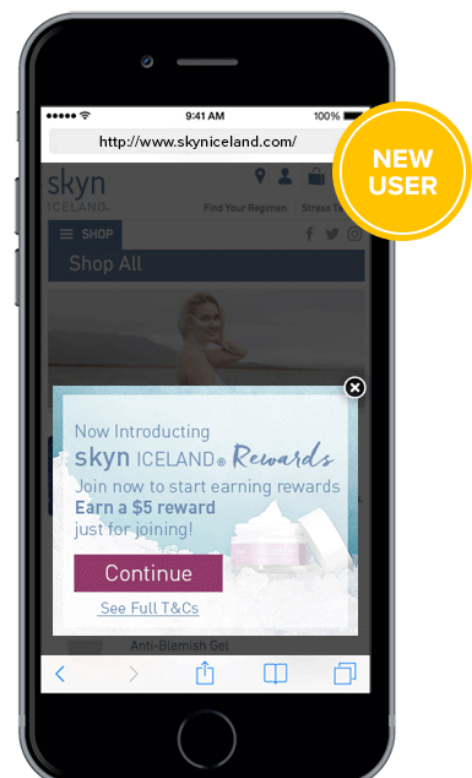 9:41 AM
100%
http://www.skyniceland.com/
NEW
USER
skyn
ICELAND®
Find Your Regimen
SHOP
Shop All
Now Introducting
skyn ICELAND® Rewards
Join now to start earning rewards
Earn a $5 reward
just for joining!
Continue
See Full T&Cs
Anti-Blemish Gel